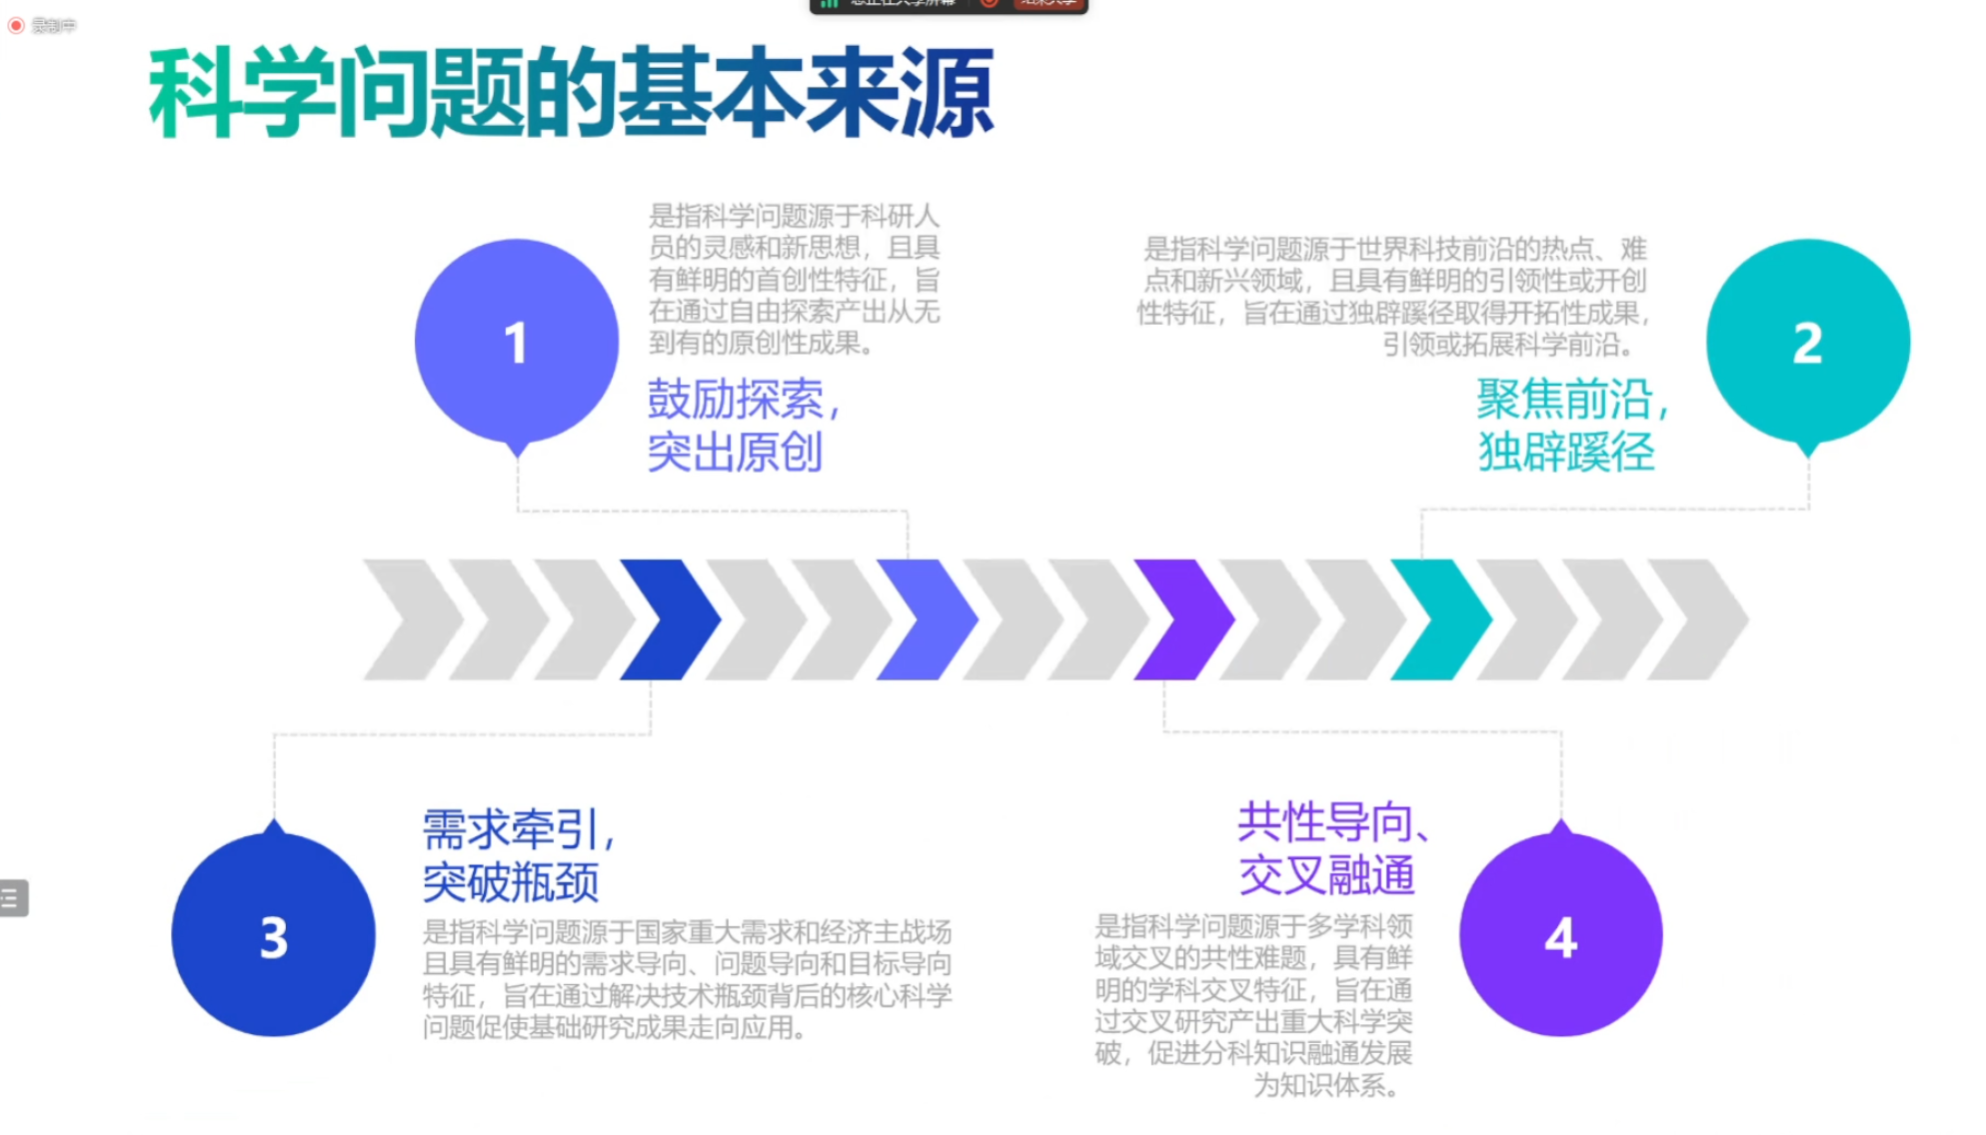 录制中
科学问题的基本来源
1
是指科学问题源于科研人
员的灵感和新思想，且具
有鲜明的首创性特征，旨
在通过自由探索产出从无
到有的原创性成果。
鼓励探索，
突出原创
是指科学问题源于世界科技前沿的热点、难
点和新兴领域，且具有鲜明的引领性或开创
性特征，旨在通过独辟蹊径取得开拓性成果，
引领或拓展科学前沿。
聚焦前沿，
独辟蹊径
2
3
需求牵引，
突破瓶颈
是指科学问题源于国家重大需求和经济主战场
且具有鲜明的需求导向、问题导向和目标导向
特征，旨在通过解决技术瓶颈背后的核心科学
问题促使基础研究成果走向应用。
共性导向、
交叉融通
是指科学问题源于多学科领
域交叉的共性难题，具有鲜
明的学科交叉特征，旨在通
过交叉研究产出重大科学突
破，促进分科知识融通发展
为知识体系。
4